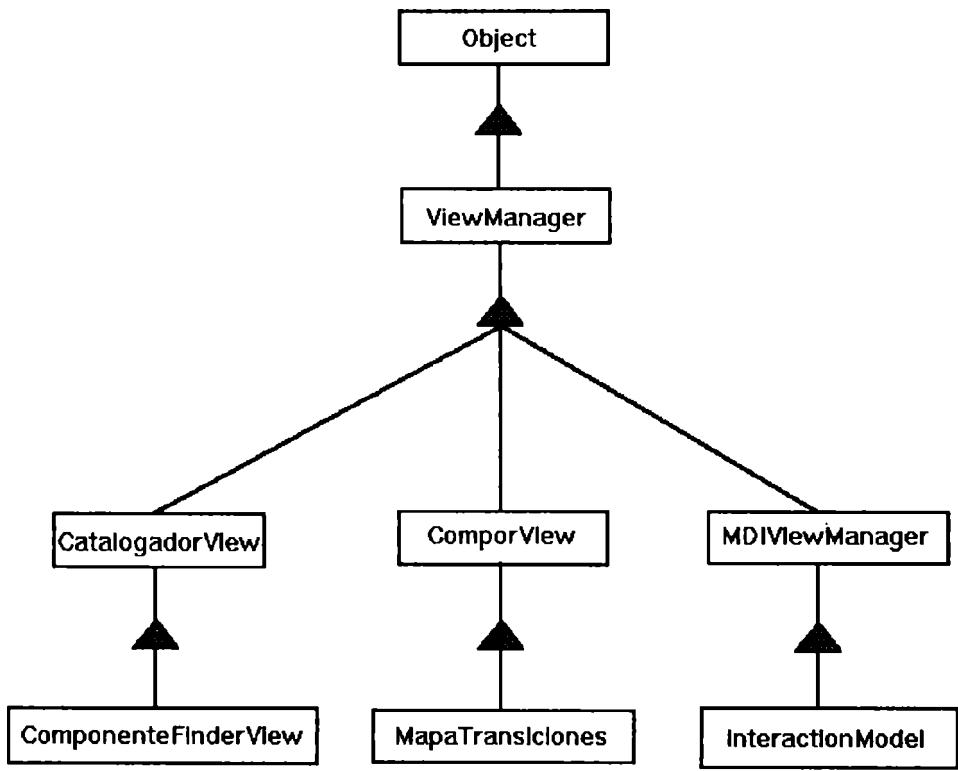 Object
ViewManager
CatalogadorView
ComporView
MDIViewManager
ComponenteFinderView
MapaTransiciones
InteractionModel